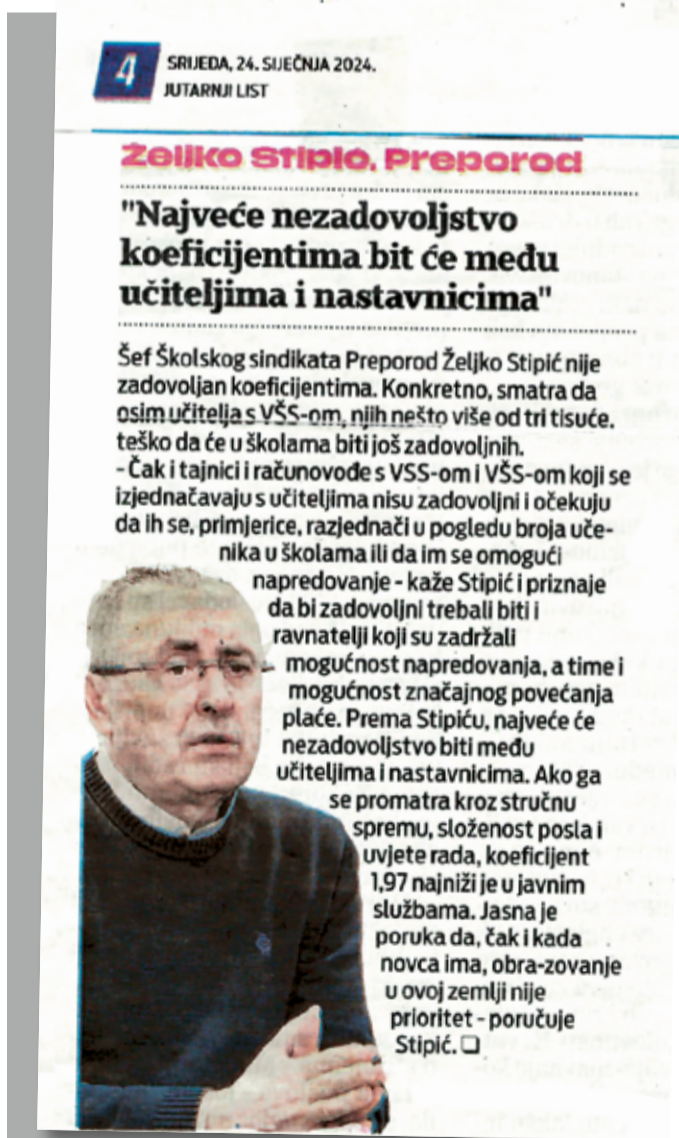 4
SRIJEDA, 24. SIJEČNJA 2024.
JUTARNJI LIST
Željko Stipić, Preporod
"Najveće nezadovoljstvo
koeficijentima bit će među
učiteljima i nastavnicima"
Šef Školskog sindikata Preporod Željko Stipić nije
zadovoljan koeficijentima. Konkretno, smatra da
osim učitelja s VŠS-om, njih nešto više od tri tisuće,
teško da će u školama biti još zadovoljnih.
- Čak i tajnici i računovođe s VSS-om i VŠS-om koji se
izjednačavaju s učiteljima nisu zadovoljni i očekuju
da ih se, primjerice, razjednači u pogledu broja uče-
nika u školama ili da im se omogući
napredovanje - kaže Stipić i priznaje
da bi zadovoljni trebali biti i
ravnatelji koji su zadržali
mogućnost napredovanja, a time i
mogućnost značajnog povećanja
plaće. Prema Stipiću, najveće će
nezadovoljstvo biti među
učiteljima i nastavnicima. Ako ga
se promatra kroz stručnu
spremu, složenost posla i
uvjete rada, koeficijent
1,97 najniži je u javnim
službama. Jasna je
poruka da, čak i kada
novca ima, obra-zovanje
u ovoj zemlji nije
prioritet - poručuje
Stipić. ❏